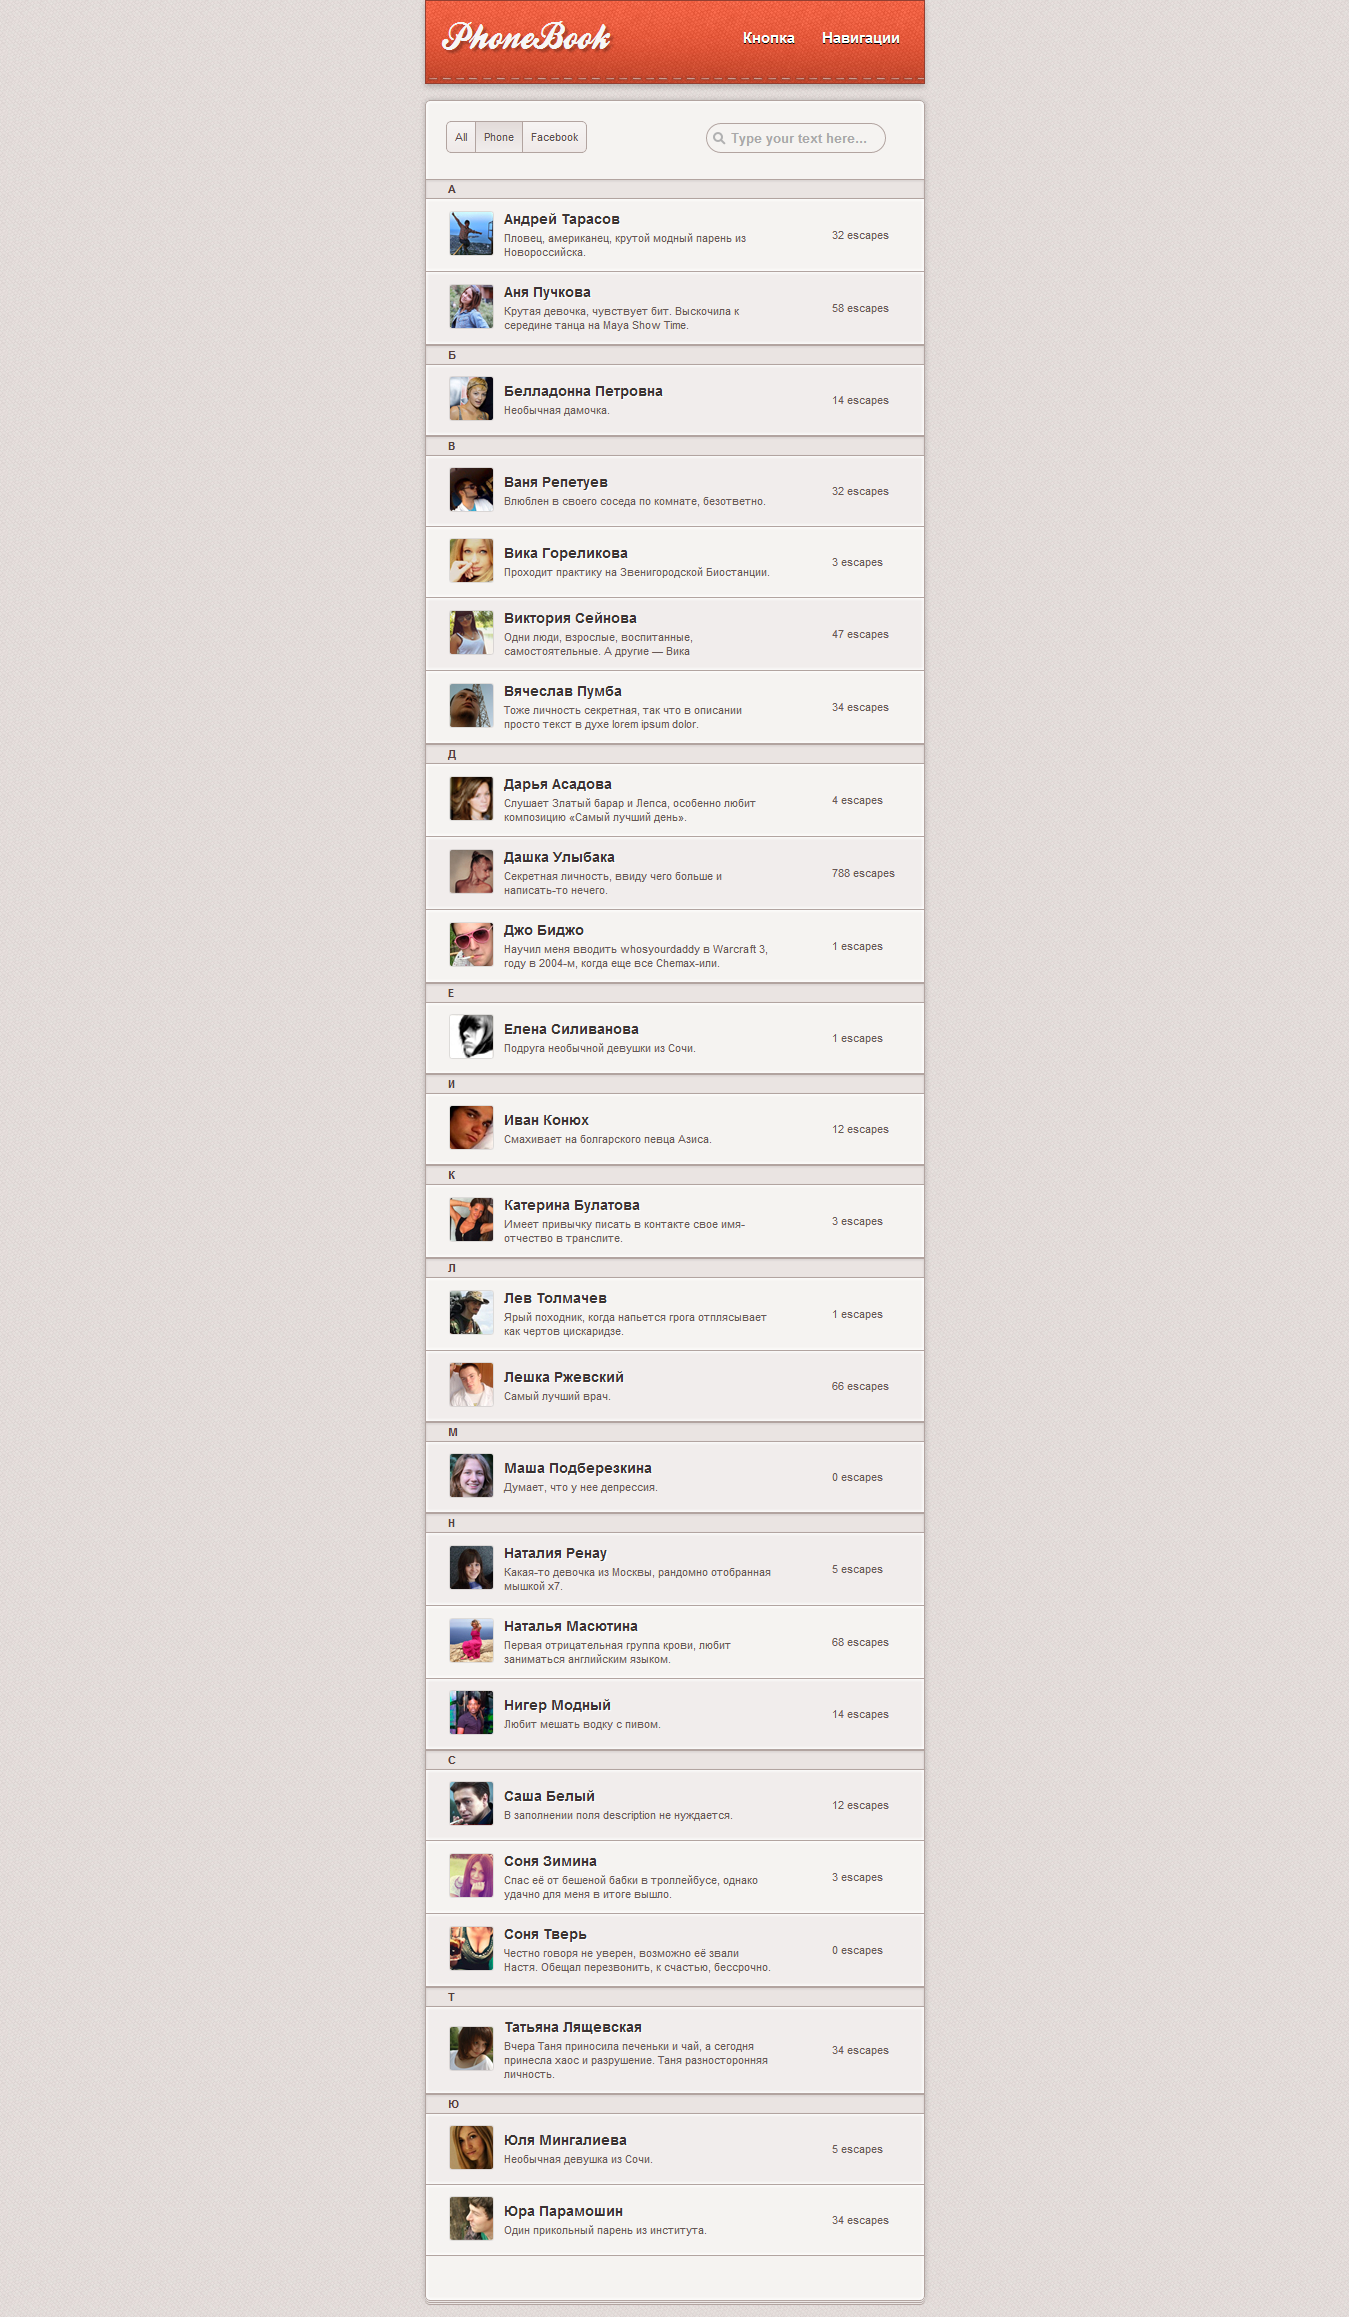 PhoneBook
Кнопка Навигации
All Phone Facebook
Type your text here...
А
Андрей Тарасов
Пловец, американец, крутой модный парень из
Новороссийска.
32 escapes
Аня Пучкова
Крутая девочка, чувствует бит. Выскочила к
середине танца на Maya Show Time.
58 escapes
Б
Белладонна Петровна
Необычная дамочка.
14 escapes
В
Ваня Репетуев
Влюблен в своего соседа по комнате, безответно.
32 escapes
Вика Гореликова
Проходит практику на Звенигородской Биостанции.
3 escapes
Виктория Сейнова
Одни люди, взрослые, воспитанные,
самостоятельные. А другие — Вика
47 escapes
Вячеслав Пумба
Тоже личность секретная, так что в описании
просто текст в духе lorem ipsum dolor.
34 escapes
Д
Дарья Асадова
Слушает Златый барар и Лепса, особенно любит
композицию «Самый лучший день».
4 escapes
Дашка Улыбака
Секретная личность, ввиду чего больше и
написать-то нечего.
788 escapes
Джо Биджо
Научил меня вводить whosyourdaddy в Warcraft 3,
году в 2004-м, когда еще все Chemax-или.
1 escapes
Е
Елена Силиванова
Подруга необычной девушки из Сочи.
1 escapes
И
Иван Конюх
Смахивает на болгарского певца Азиса.
12 escapes
К
Катерина Булатова
Имеет привычку писать в контакте свое имя-
отчество в транслите.
3 escapes
Л
Лев Толмачев
Ярый походник, когда напьется грога отплясывает
как чертов цискаридзе.
1 escapes
Лешка Ржевский
Самый лучший врач.
66 escapes
М
Маша Подберезкина
Думает, что у нее депрессия.
0 escapes
Н
Наталия Ренау
Какая-то девочка из Москвы, рандомно отобранная
мышкой x7.
5 escapes
Наталья Масютина
Первая отрицательная группа крови, любит
заниматься английским языком.
68 escapes
Нигер Модный
Любит мешать водку с пивом.
14 escapes
С
Саша Белый
В заполнении поля description не нуждается.
12 escapes
Соня Зимина
Спас её от бешеной бабки в троллейбусе, однако
удачно для меня в итоге вышло.
3 escapes
Соня Тверь
Честно говоря не уверен, возможно её звали
Настя. Обещал перезвонить, к счастью, бессрочно.
0 escapes
Т
Татьяна Лящевская
Вчера Таня приносила печеньки и чай, а сегодня
принесла хаос и разрушение. Таня разносторонняя
личность.
34 escapes
Ю
Юля Мингалиева
Необычная девушка из Сочи.
5 escapes
Юра Парамошин
Один прикольный парень из института.
34 escapes